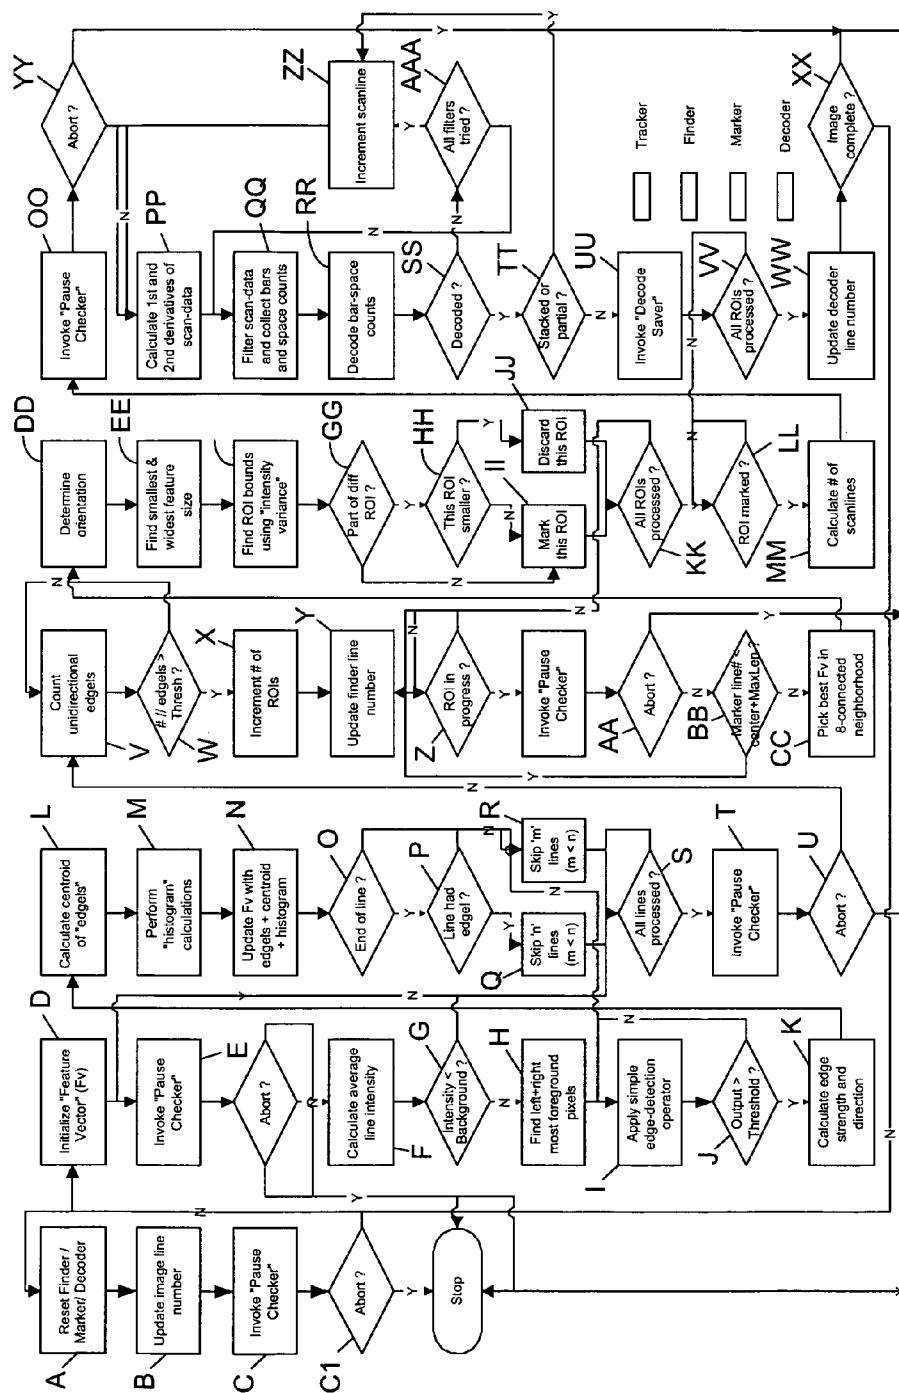 Reset Finder /
Marker/ Decoder
A
Update image line
number
B
Invoke "Pause
Checker"
C
Abort ?
C1
Y
Stop
Initialize "Feature
Vector" (Fv)
D
Invoke "Pause
Checker"
E
Abort ?
N
Y
Calculate average
line intensity
F
Intensity <
Background ?
G
N
Find left+right
most foreground
pixels
H
Apply simple
edge-detection
operator
I
Output >
Threshold ?
J
N
Y
Calculate edge
strength and
direction
K
Calculate centroid
of "edgels"
L
Perform
"histogram"
calculations
M
Update Fv with
edgels + centroid
+ histogram
N
End of line ?
O
Y
Line had
edgel ?
P
Y
N
Skip 'n'
lines
(m < n)
Q
Skip 'm'
lines
(m < n)
R
Y
N
N
All lines
processed ?
S
Y
Invoke "Pause
Checker"
T
Abort ?
U
N
Y
Count
unidirectional
edgels
V
N
# // edgels >
Thresh ?
W
Y
Increment # of
ROIs
X
Update finder line
number
Y
N
N
ROI in
progress ?
Z
Y
Invoke "Pause
Checker"
Abort ?
AA
Y
N
Marker line# <
center+MaxLen ?
BB
Y
N
Pick best Fv in
8-connected
neighborhood
CC
Determine
orientation
DD
Find smallest &
widest feature
size
EE
Find ROI bounds
using "intensity
variance"
Part of diff
ROI ?
GG
N
Y
This ROI
smaller ?
HH
N
Y
Mark
this ROI
II
Discard
this ROI
JJ
All ROIs
processed ?
KK
N
ROI marked ?
LL
N
Y
Calculate # of
scanlines
MM
Invoke "Pause
Checker"
OO
Abort ?
YY
Y
N
Calculate 1st and
2nd derivatives of
scan-data
PP
Filter scan-data
and collect bars
and space counts
QQ
Decode bar-space
counts
RR
Increment scanline
ZZ
Y
All filters
tried ?
AAA
N
N
Decoded ?
SS
Y
Stacked or
partial ?
TT
Y
N
Invoke "Decode
Saver"
UU
All ROIs
processed ?
VV
N
Y
Update decoder
line number
WW
Image
complete ?
XX
Y
N
Tracker
Finder
Marker
Decoder